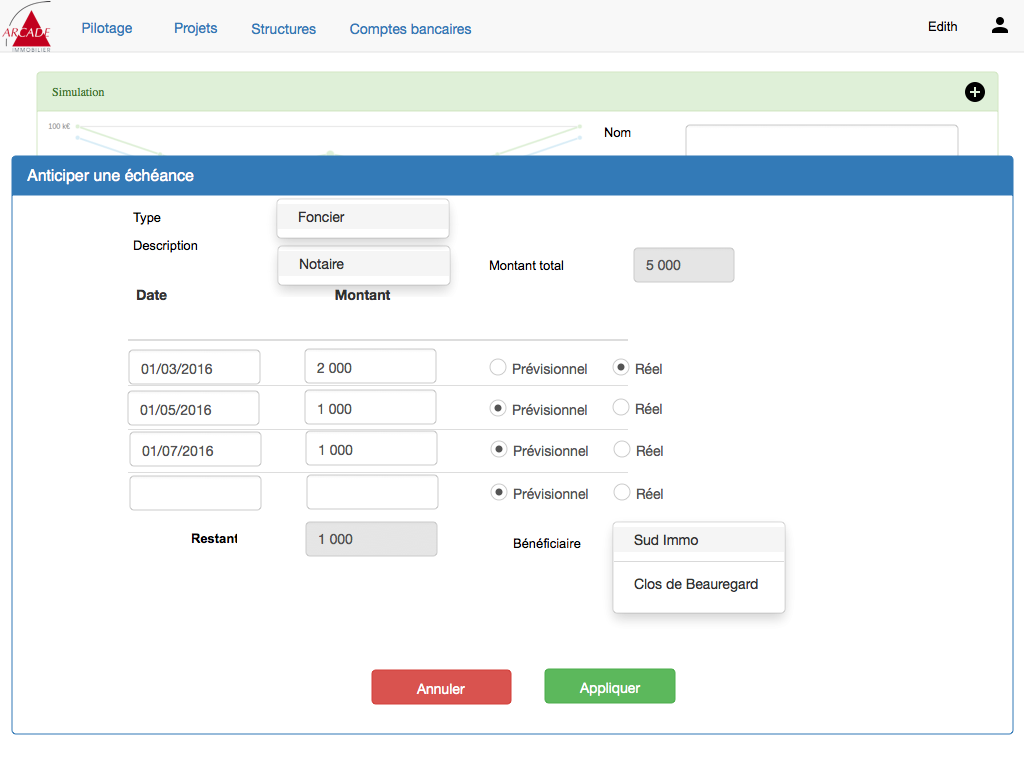 ARCADE
IMMOBILIER
Pilotage
Projets
Structures
Comptes bancaires
Edith
Simulation
100 k€
Nom
Anticiper une échéance
Type
Foncier
Description
Notaire
Montant total
5 000
Date
Montant
01/03/2016
2 000
Prévisionnel
Réel
01/05/2016
1 000
Prévisionnel
Réel
01/07/2016
1 000
Prévisionnel
Réel
Prévisionnel
Réel
Restant
1 000
Bénéficiaire
Sud Immo
Clos de Beauregard
Annuler
Appliquer